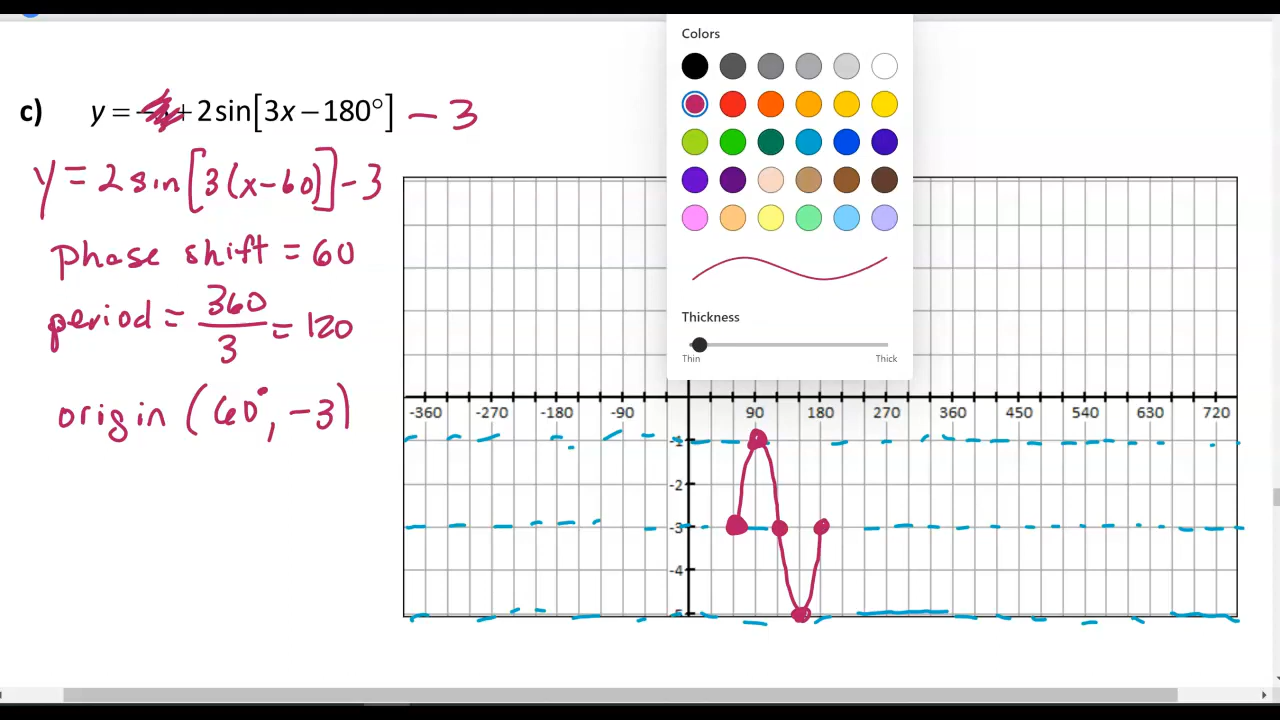 Colors
c) y = + 2sin[3x − 180°] − 3
y = 2 sin [3(x − 60)] − 3
phase shift = 60
period = 360/3 = 120
origin (60°, −3)
Thickness
Thin Thick
-360 -270 -180 -90 90 180 270 360 450 540 630 720
-1
-2
-3
-4
-5